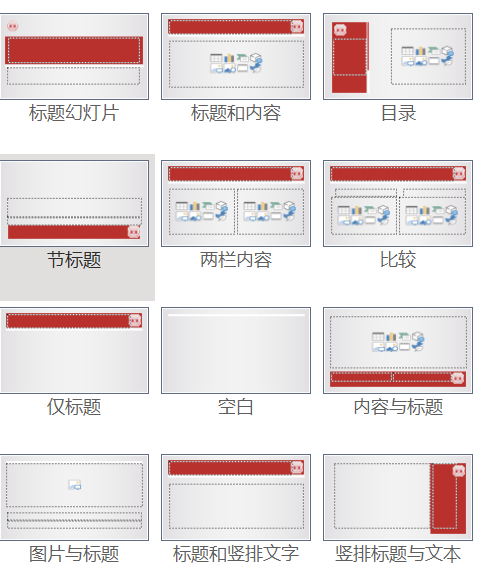 标题幻灯片
标题和内容
目录
节标题
两栏内容
比较
仅标题
空白
内容与标题
图片与标题
标题和竖排文字
竖排标题与文本